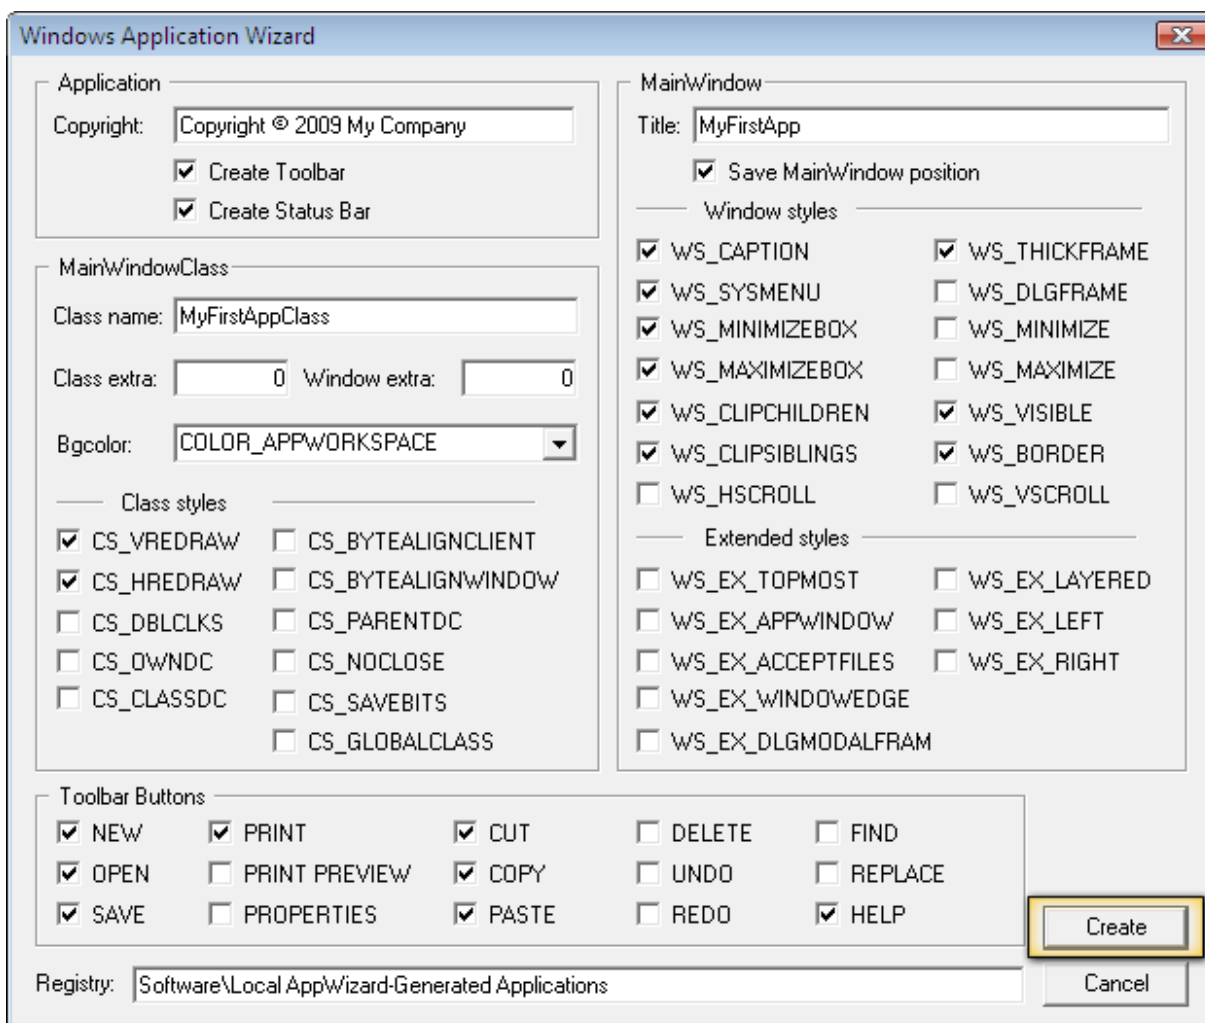 Windows Application Wizard
Application
Copyright: Copyright © 2009 My Company
Create Toolbar
Create Status Bar
MainWindowClass
Class name: MyFirstAppClass
Class extra: 0 Window extra: 0
Bgcolor: COLOR_APPWORKSPACE
Class styles
CS_VREDRAW CS_BYTEALIGNCLIENT
CS_HREDRAW CS_BYTEALIGNWINDOW
CS_DBLCLKS CS_PARENTDC
CS_OWNDC CS_NOCLOSE
CS_CLASSDC CS_SAVEBITS
CS_GLOBALCLASS
MainWindow
Title: MyFirstApp
Save MainWindow position
Window styles
WS_CAPTION WS_THICKFRAME
WS_SYSMENU WS_DLGFRAME
WS_MINIMIZEBOX WS_MINIMIZE
WS_MAXIMIZEBOX WS_MAXIMIZE
WS_CLIPCHILDREN WS_VISIBLE
WS_CLIPSIBLINGS WS_BORDER
WS_HSCROLL WS_VSCROLL
Extended styles
WS_EX_TOPMOST WS_EX_LAYERED
WS_EX_APPWINDOW WS_EX_LEFT
WS_EX_ACCEPTFILES WS_EX_RIGHT
WS_EX_WINDOWEDGE
WS_EX_DLGMODALFRAM
Toolbar Buttons
NEW PRINT CUT DELETE FIND
OPEN PRINT PREVIEW COPY UNDO REPLACE
SAVE PROPERTIES PASTE REDO HELP
Create
Registry: Software\Local AppWizard-Generated Applications
Cancel